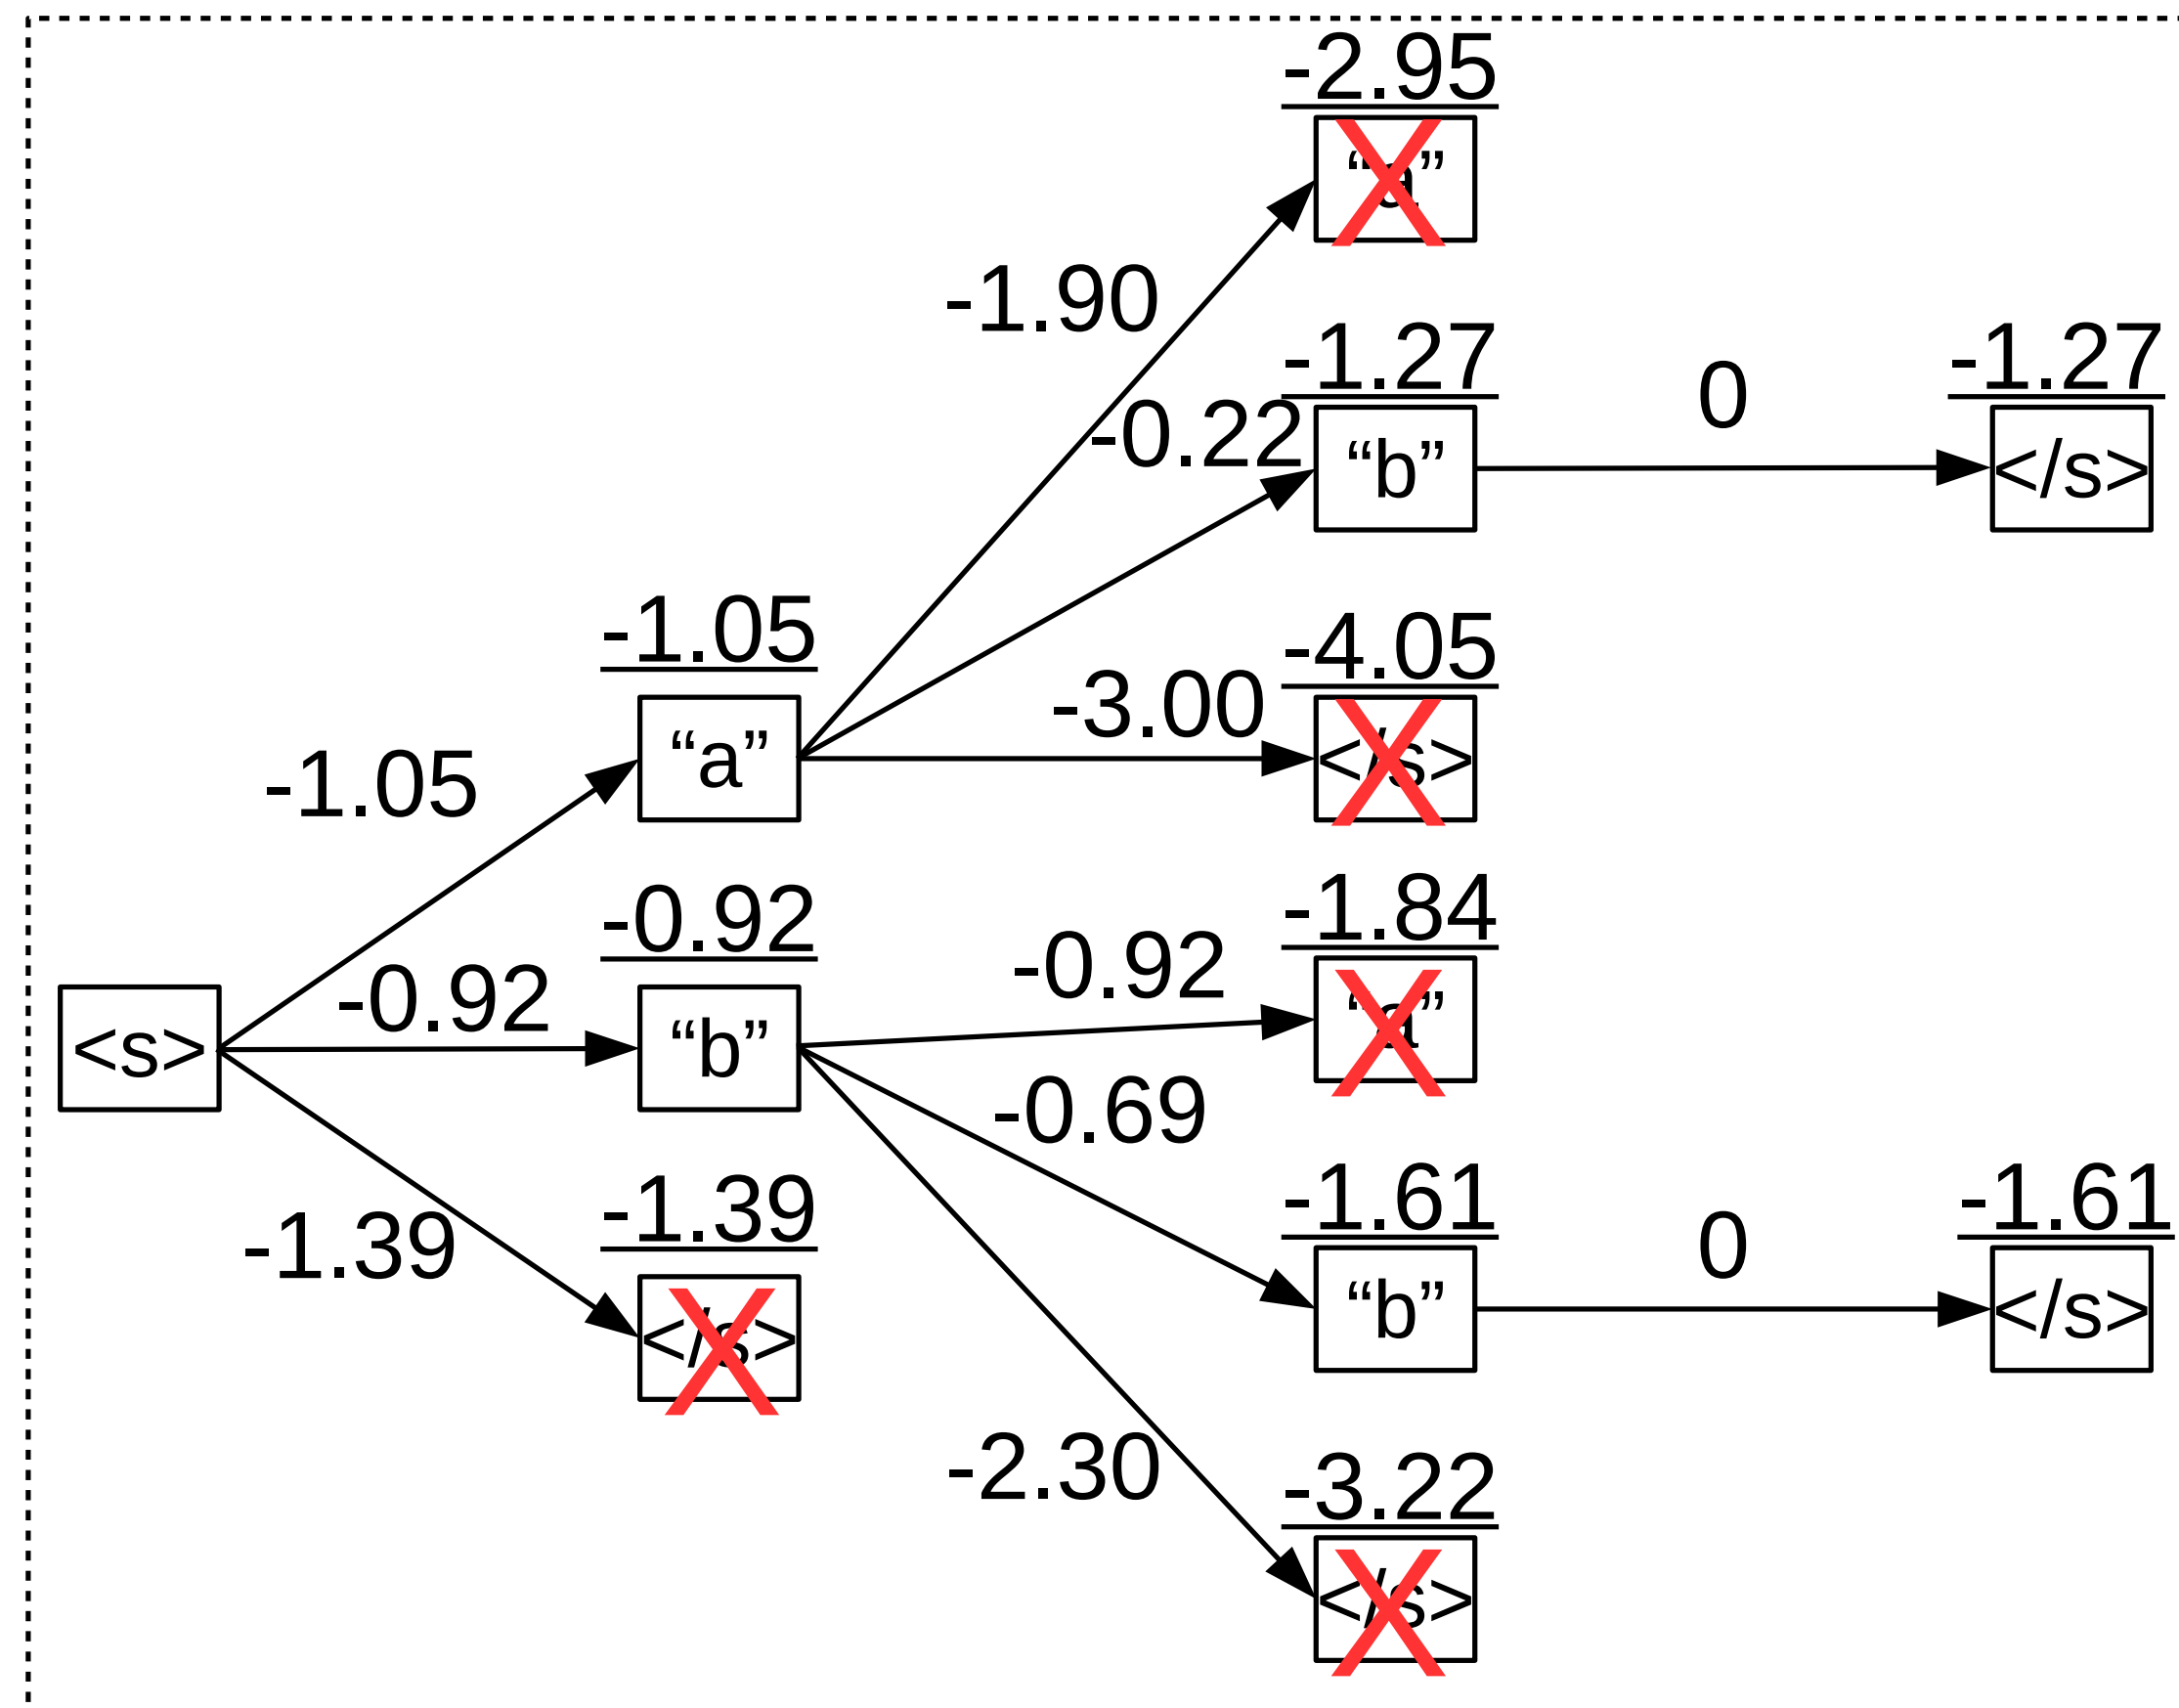 -2.95
“a”
-1.90
-1.27
-1.27
0
-0.22
“b”
</s>
-1.05
-4.05
-3.00
“a”
</s>
-1.05
-1.84
-0.92
-0.92
“a”
-0.92
<s>
“b”
-0.69
-1.39
-1.61
-1.61
-1.39
0
</s>
“b”
</s>
-2.30
-3.22
</s>